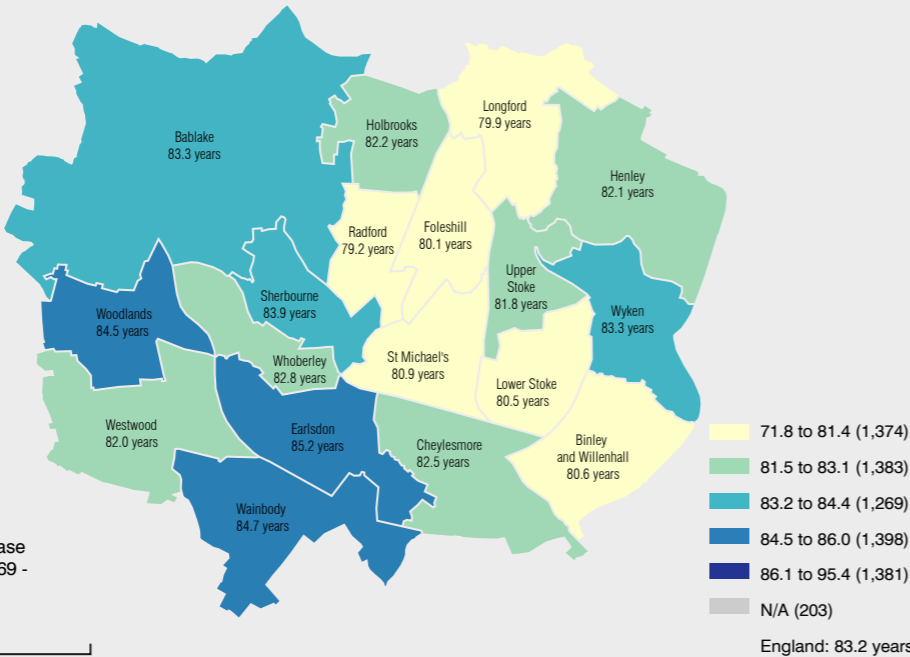 Longford
79.9 years
Holbrooks
82.2 years
Bablake
83.3 years
Henley
82.1 years
Radford
79.2 years
Foleshill
80.1 years
Upper
Stoke
81.8 years
Sherbourne
83.9 years
Wyken
83.3 years
Woodlands
84.5 years
Whoberley
82.8 years
St Michael's
80.9 years
Lower Stoke
80.5 years
Westwood
82.0 years
Earlsdon
85.2 years
Cheylesmore
82.5 years
Binley
and Willenhall
80.6 years
Wainbody
84.7 years
71.8 to 81.4 (1,374)
81.5 to 83.1 (1,383)
83.2 to 84.4 (1,269)
84.5 to 86.0 (1,398)
86.1 to 95.4 (1,381)
N/A (203)
England: 83.2 years
69 -